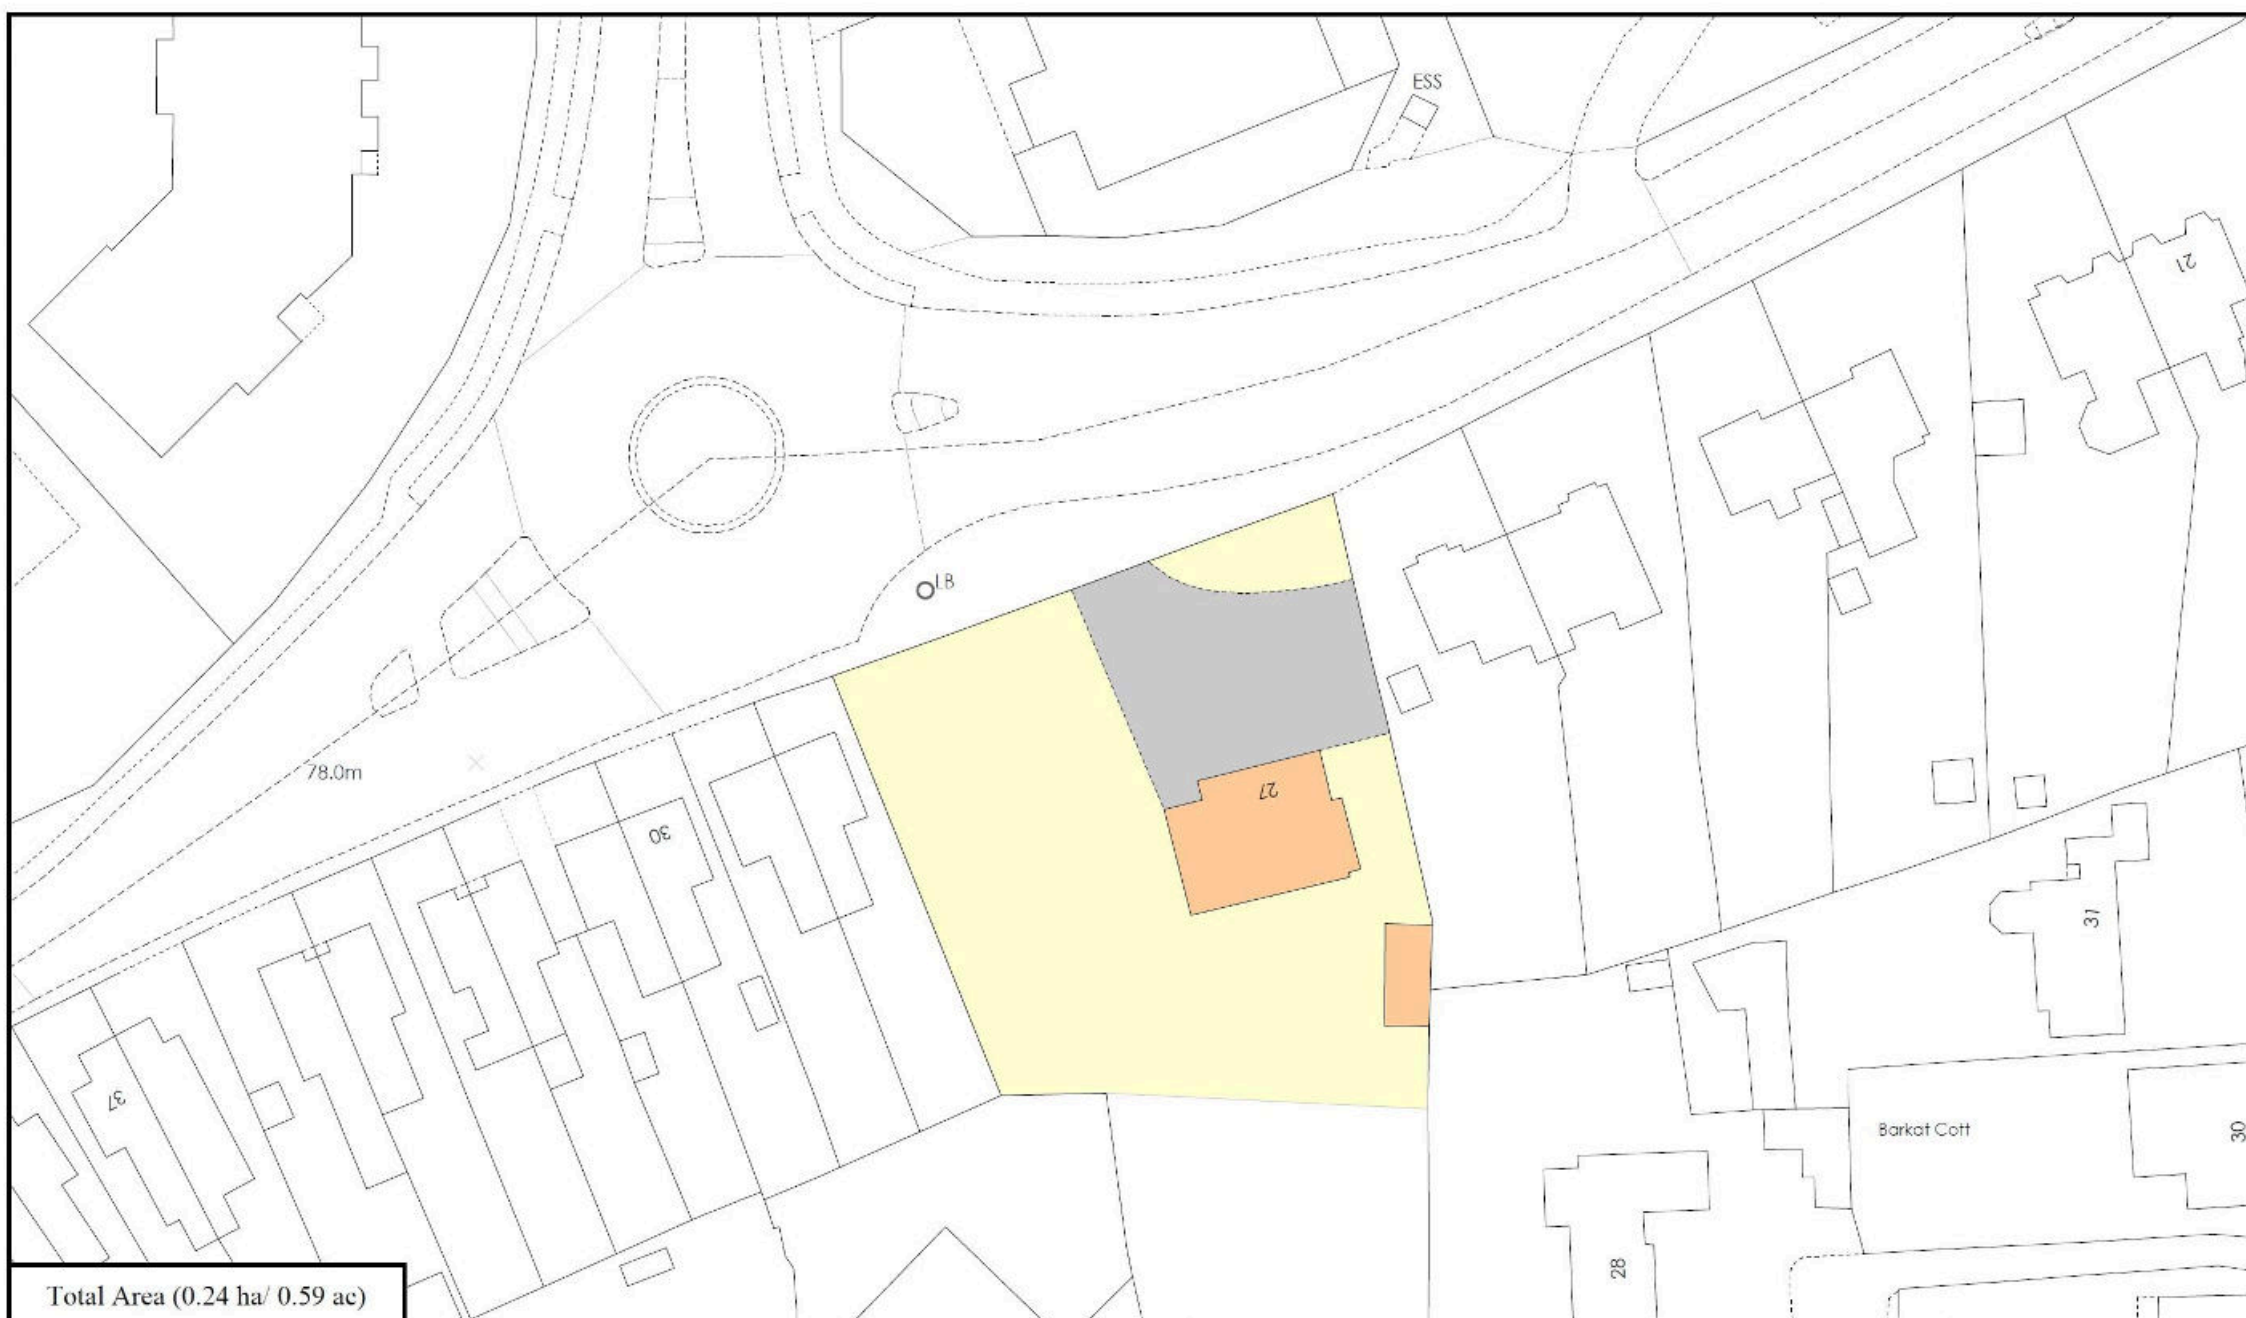 ESS
21
LB
78.0m
27
30
31
37
Barkat Cott
30
28
Total Area (0.24 ha/ 0.59 ac)